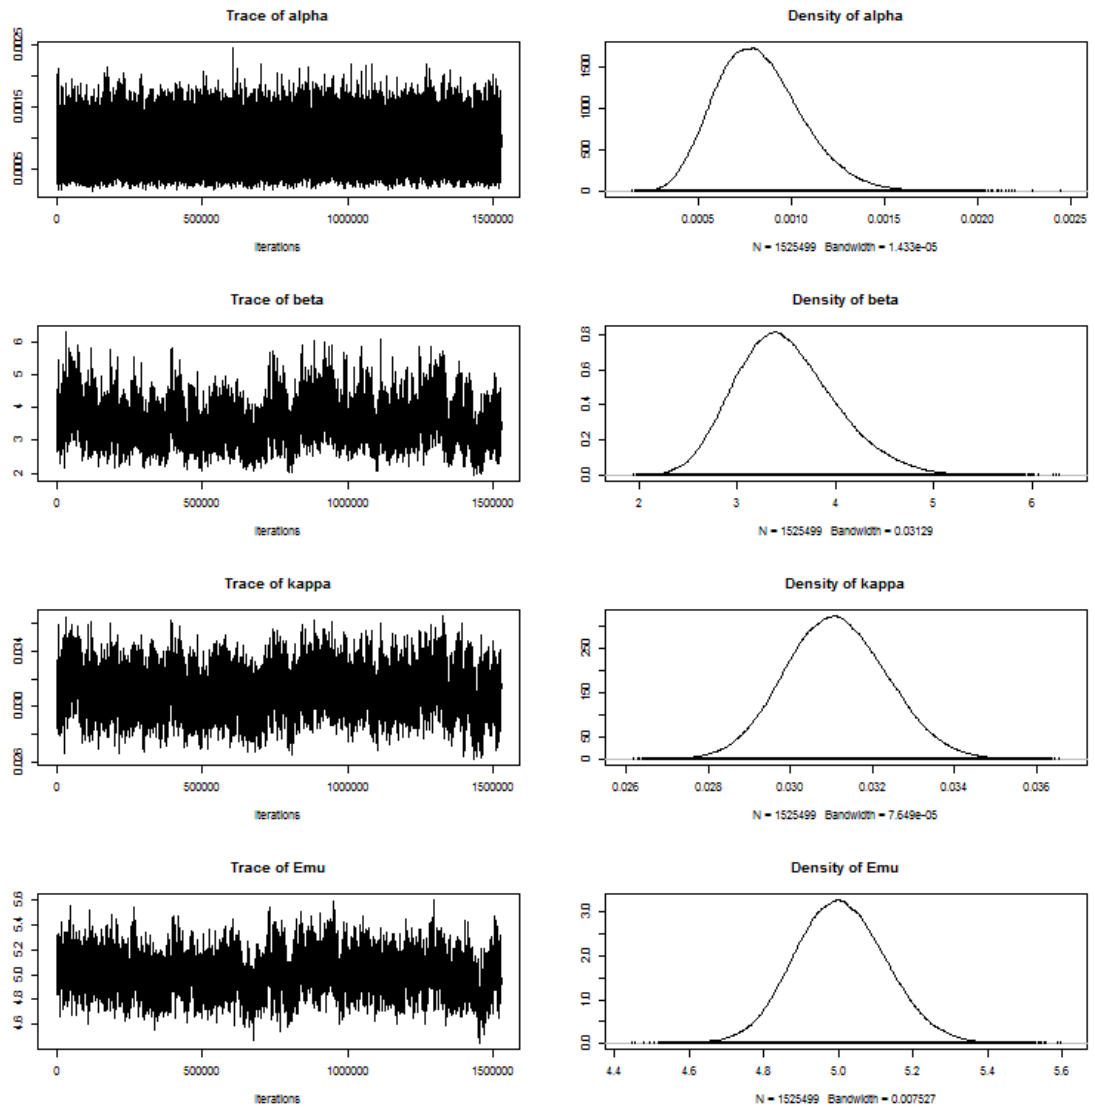 Trace of alpha
0.0005 0.0015 0.0025
0 500000 1000000 1500000
Iterations
Density of alpha
0 500 1000 1500
0.0005 0.0010 0.0015 0.0020 0.0025
N = 1525499 Bandwidth = 1.433e-05
Trace of beta
2 3 4 5 6
0 500000 1000000 1500000
Iterations
Density of beta
0.0 0.2 0.4 0.6 0.8
2 3 4 5 6
N = 1525499 Bandwidth = 0.03129
Trace of kappa
0.026 0.030 0.034
0 500000 1000000 1500000
Iterations
Density of kappa
0 50 150 250
0.026 0.028 0.030 0.032 0.034 0.036
N = 1525499 Bandwidth = 7.649e-05
Trace of Emu
4.6 4.8 5.0 5.2 5.4 5.6
0 500000 1000000 1500000
Iterations
Density of Emu
0.0 1.0 2.0 3.0
4.4 4.6 4.8 5.0 5.2 5.4 5.6
N = 1525499 Bandwidth = 0.007527